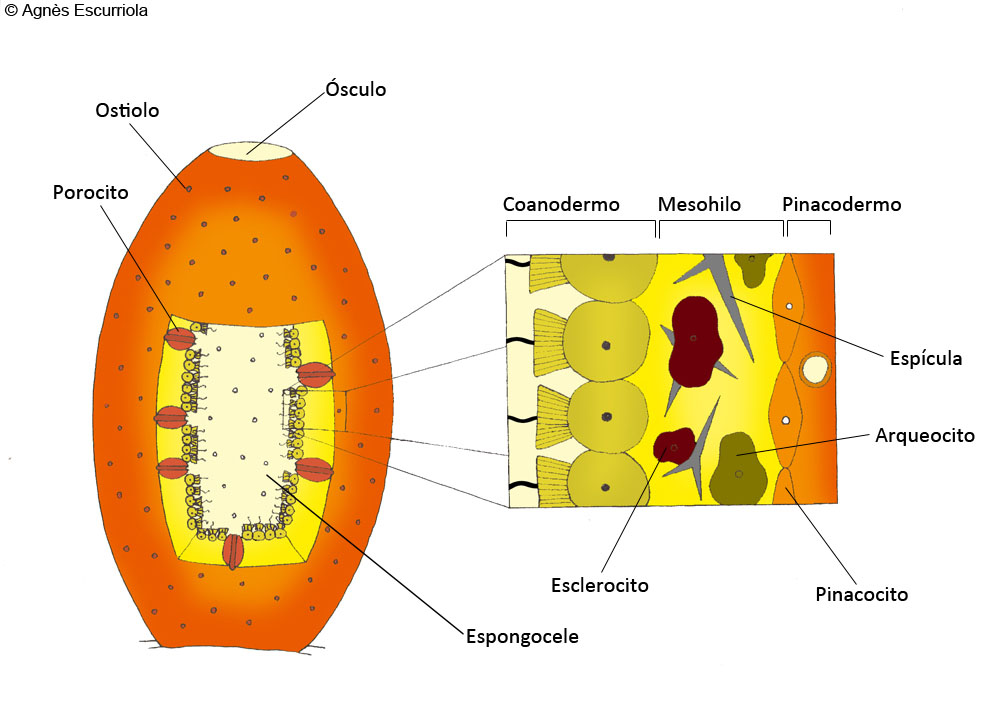 © Agnès Escurriola
Ósculo
Ostiolo
Porocito
Coanodermo
Mesohilo
Pinacodermo
Espícula
Arqueocito
Esclerocito
Pinacocito
Espongocele